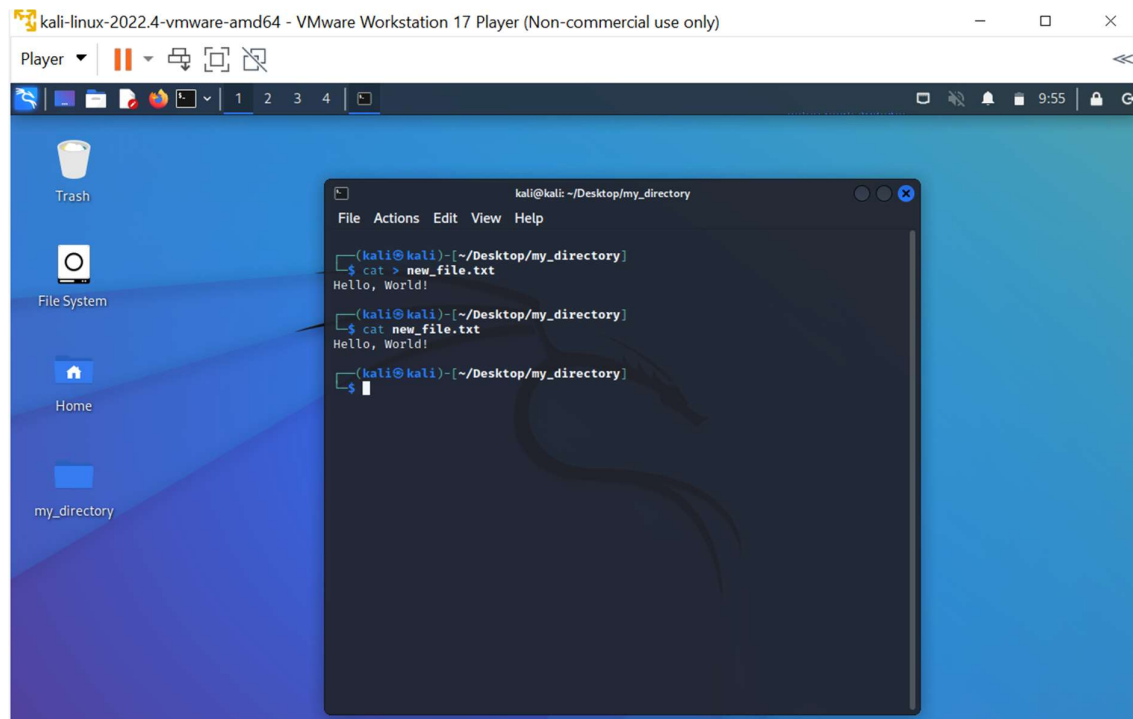 kali-linux-2022.4-vmware-amd64 - VMware Workstation 17 Player (Non-commercial use only)
Player
1 2 3 4
9:55
Trash
File System
Home
my_directory
kali@kali: ~/Desktop/my_directory
File Actions Edit View Help
┌──(kali㉿kali)-[~/Desktop/my_directory]
└─$ cat > new_file.txt
Hello, World!
┌──(kali㉿kali)-[~/Desktop/my_directory]
└─$ cat new_file.txt
Hello, World!
┌──(kali㉿kali)-[~/Desktop/my_directory]
└─$